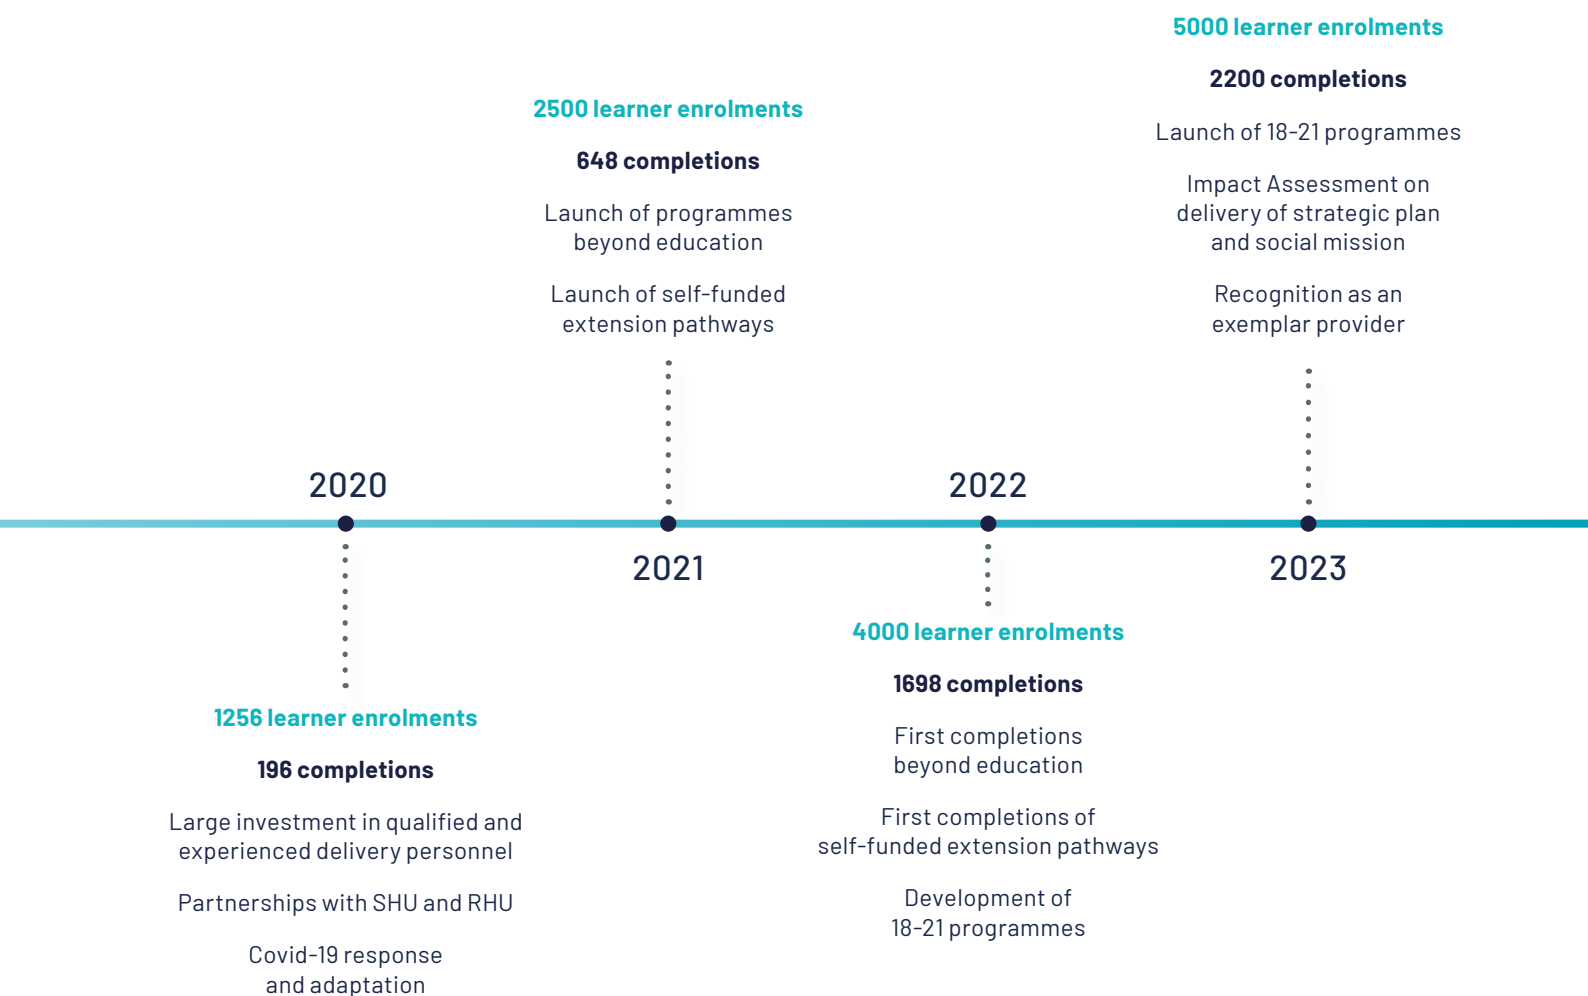 2020
1256 learner enrolments
196 completions
Large investment in qualified and
experienced delivery personnel
Partnerships with SHU and RHU
Covid-19 response
and adaptation
2500 learner enrolments
648 completions
Launch of programmes
beyond education
Launch of self-funded
extension pathways
2021
2022
4000 learner enrolments
1698 completions
First completions
beyond education
First completions of
self-funded extension pathways
Development of
18-21 programmes
5000 learner enrolments
2200 completions
Launch of 18-21 programmes
Impact Assessment on
delivery of strategic plan
and social mission
Recognition as an
exemplar provider
2023